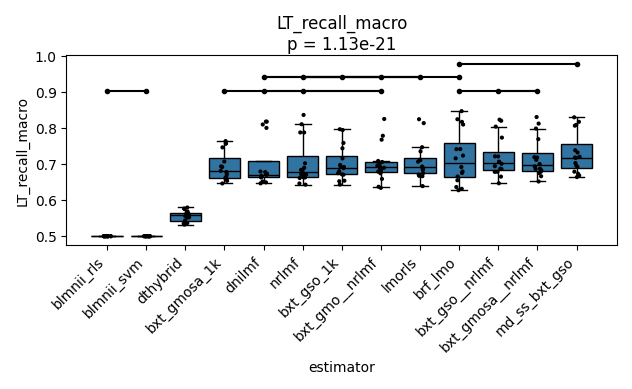 LT_recall_macro
p = 1.13e-21
LT_recall_macro
1.0
0.9
0.8
0.7
0.6
0.5
blmnii_rls
blmnii_svm
dthybrid
bxt_gmosa_1k
dnilmf
nrlmf
bxt_gso_1k
bxt_gmo__nrlmf
lmorls
brf_lmo
bxt_gso__nrlmf
bxt_gmosa__nrlmf
md_ss_bxt_gso
estimator